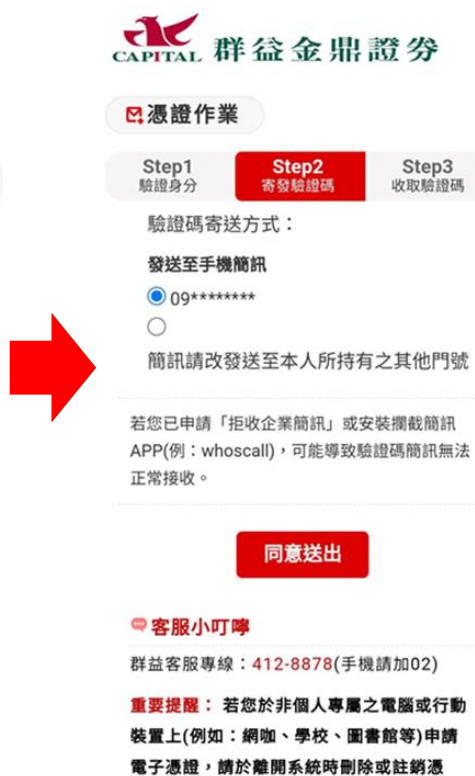 CAPITAL 群益金鼎證券
憑證作業
Step1 Step2 Step3
驗證身分 寄發驗證碼 收取驗證碼
驗證碼寄送方式：
發送至手機簡訊
09********
簡訊請改發送至本人所持有之其他門號
若您已申請「拒收企業簡訊」或安裝攔截簡訊
APP(例：whoscall)，可能導致驗證碼簡訊無法
正常接收。
同意送出
客服小叮嚀
群益客服專線：412-8878(手機請加02)
重要提醒： 若您於非個人專屬之電腦或行動
裝置上(例如：網咖、學校、圖書館等)申請
電子憑證，請於離開系統時刪除或註銷憑